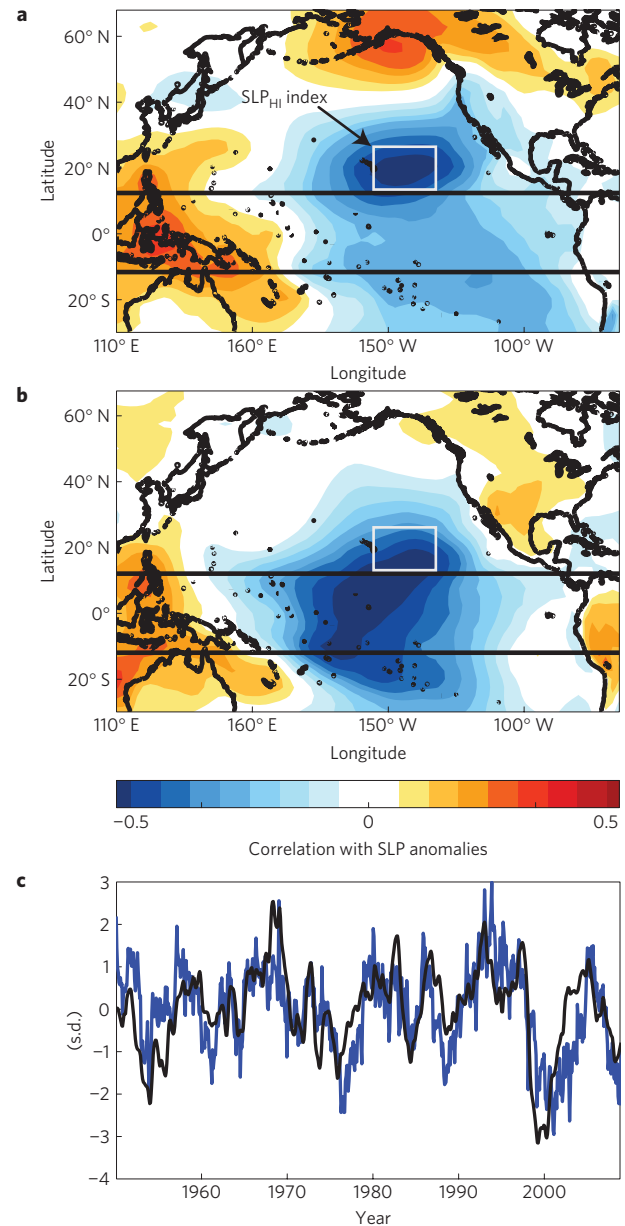 a
60° N
40° N
20° N
0°
20° S
Latitude
SLP_HI index
110° E
160° E
150° W
100° W
Longitude
b
60° N
40° N
20° N
0°
20° S
Latitude
110° E
160° E
150° W
100° W
Longitude
−0.5
0
0.5
Correlation with SLP anomalies
c
3
2
1
0
−1
−2
−3
−4
(s.d.)
1960
1970
1980
1990
2000
Year